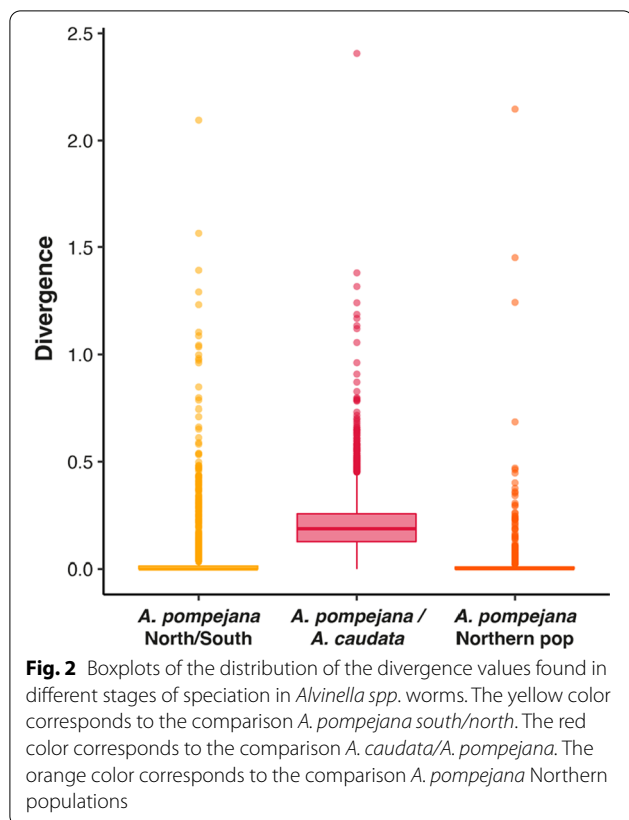 2.5
2.0
1.5
1.0
0.5
0.0
Divergence
A. pompejana A. pompejana / A. pompejana
North/South A. caudata Northern pop
Fig. 2 Boxplots of the distribution of the divergence values found in
different stages of speciation in Alvinella spp. worms. The yellow color
corresponds to the comparison A. pompejana south/north. The red
color corresponds to the comparison A. caudata/A. pompejana. The
orange color corresponds to the comparison A. pompejana Northern
populations